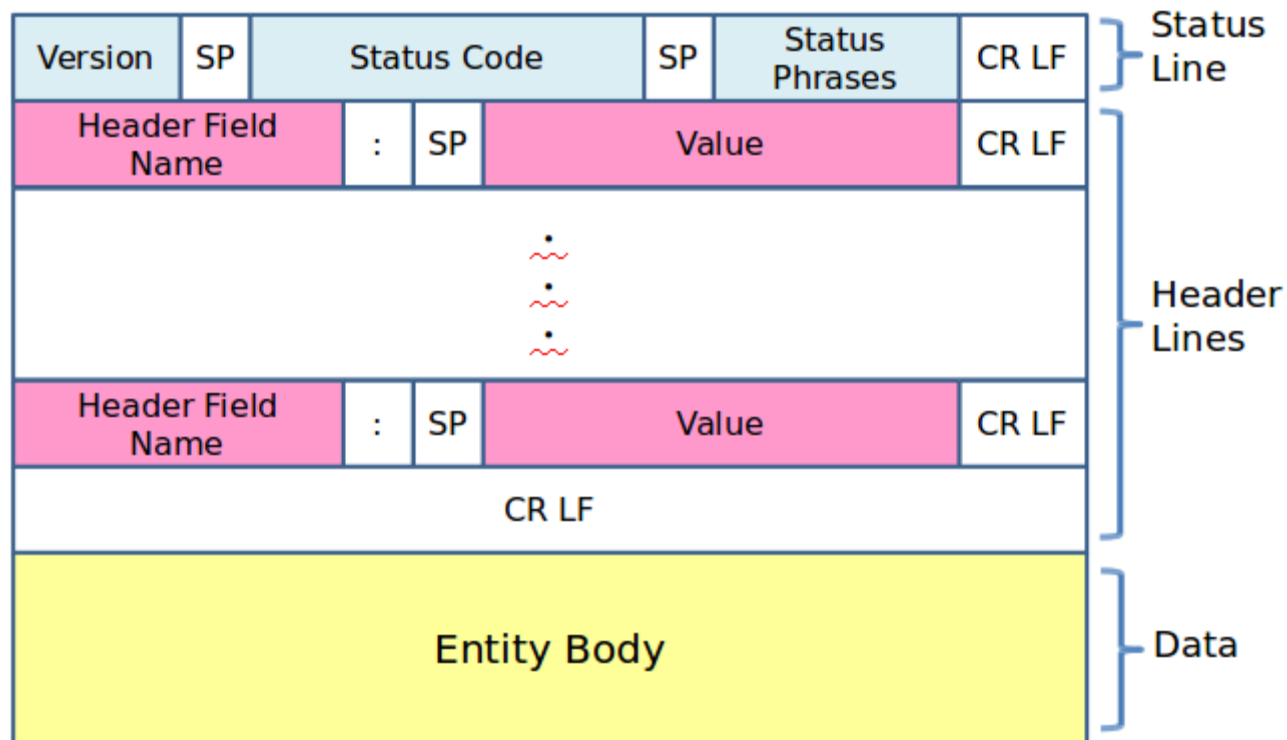 Version SP Status Code SP Status Phrases CR LF
Status Line
Header Field Name : SP Value CR LF
.
.
.
Header Lines
Header Field Name : SP Value CR LF
CR LF
Entity Body
Data